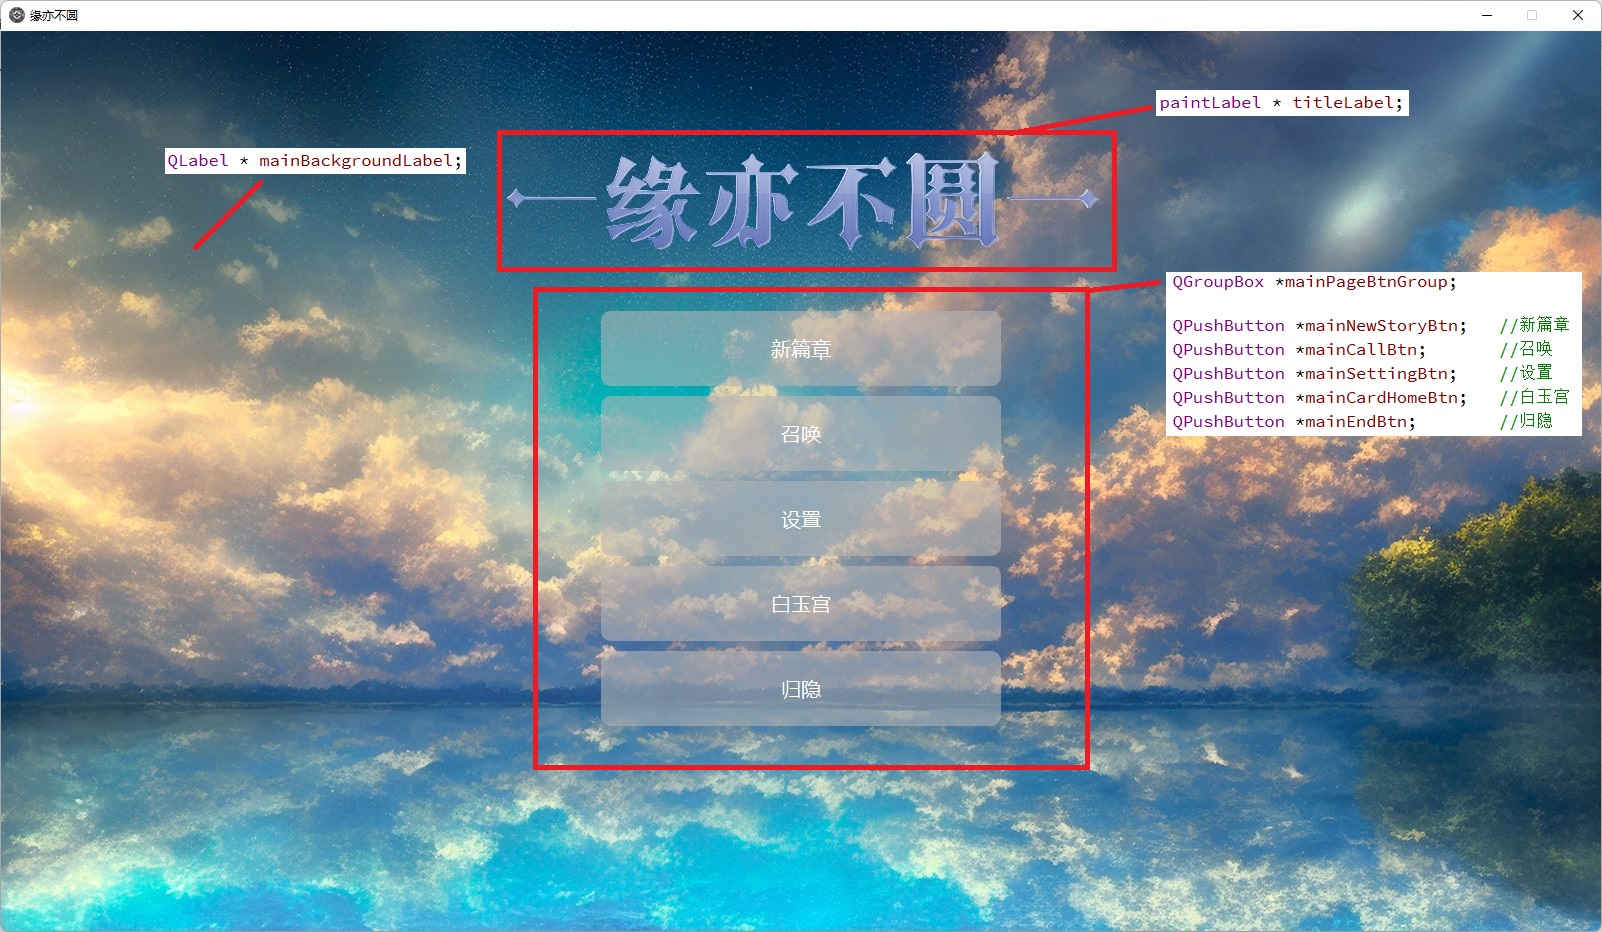 缘亦不圆
paintLabel * titleLabel;
QLabel * mainBackgroundLabel;
缘亦不圆
QGroupBox *mainPageBtnGroup;
QPushButton *mainNewStoryBtn; //新篇章
QPushButton *mainCallBtn; //召唤
QPushButton *mainSettingBtn; //设置
QPushButton *mainCardHomeBtn; //白玉宫
QPushButton *mainEndBtn; //归隐
新篇章
召唤
设置
白玉宫
归隐